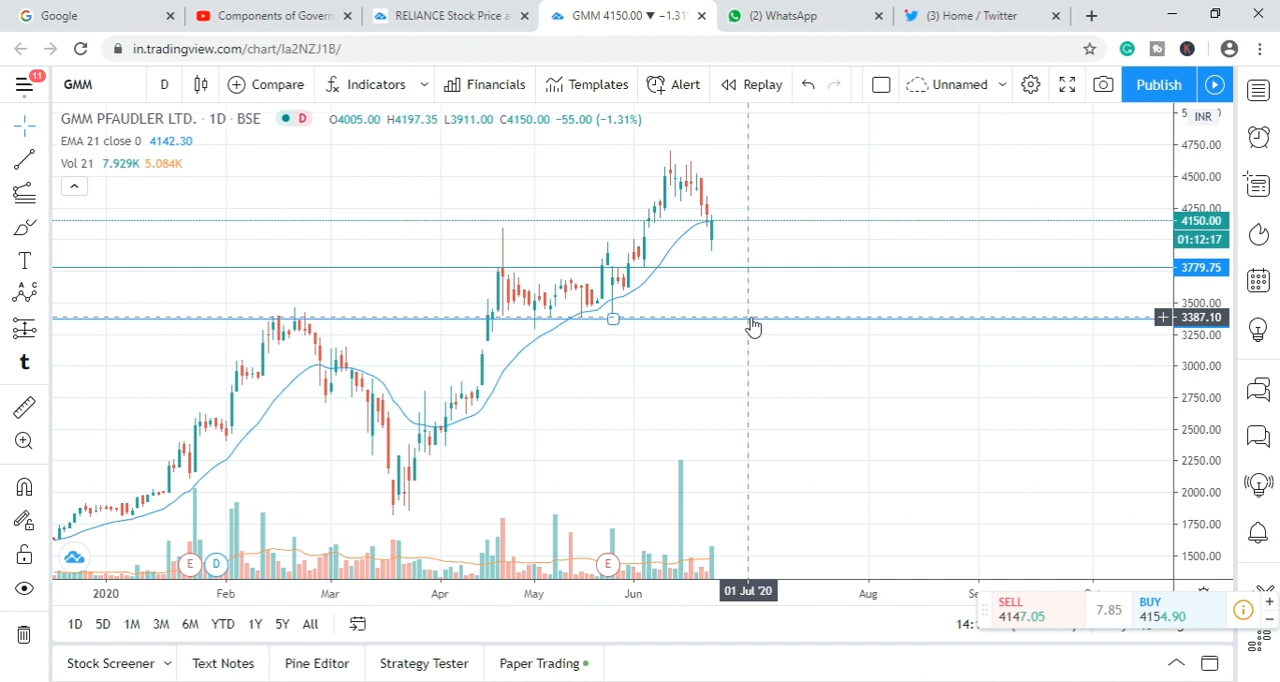 Google
Components of Govern
RELIANCE Stock Price a
GMM 4150.00 ▼ −1.31
(2) WhatsApp
(3) Home / Twitter
in.tradingview.com/chart/Ia2NZJ1B/
11
GMM
D
Compare
Indicators
Financials
Templates
Alert
Replay
Unnamed
Publish
GMM PFAUDLER LTD. · 1D · BSE
D
O4005.00 H4197.35 L3911.00 C4150.00 −55.00 (−1.31%)
INR
EMA 21 close 0 4142.30
Vol 21 7.929K 5.084K
4750.00
4500.00
4250.00
4150.00
01:12:17
3779.75
3500.00
3387.10
3250.00
3000.00
2750.00
2500.00
2250.00
2000.00
1750.00
1500.00
E
D
E
2020
Feb
Mar
Apr
May
Jun
01 Jul '20
Aug
1D
5D
1M
3M
6M
YTD
1Y
5Y
All
SELL
4147.05
7.85
BUY
4154.90
Stock Screener
Text Notes
Pine Editor
Strategy Tester
Paper Trading